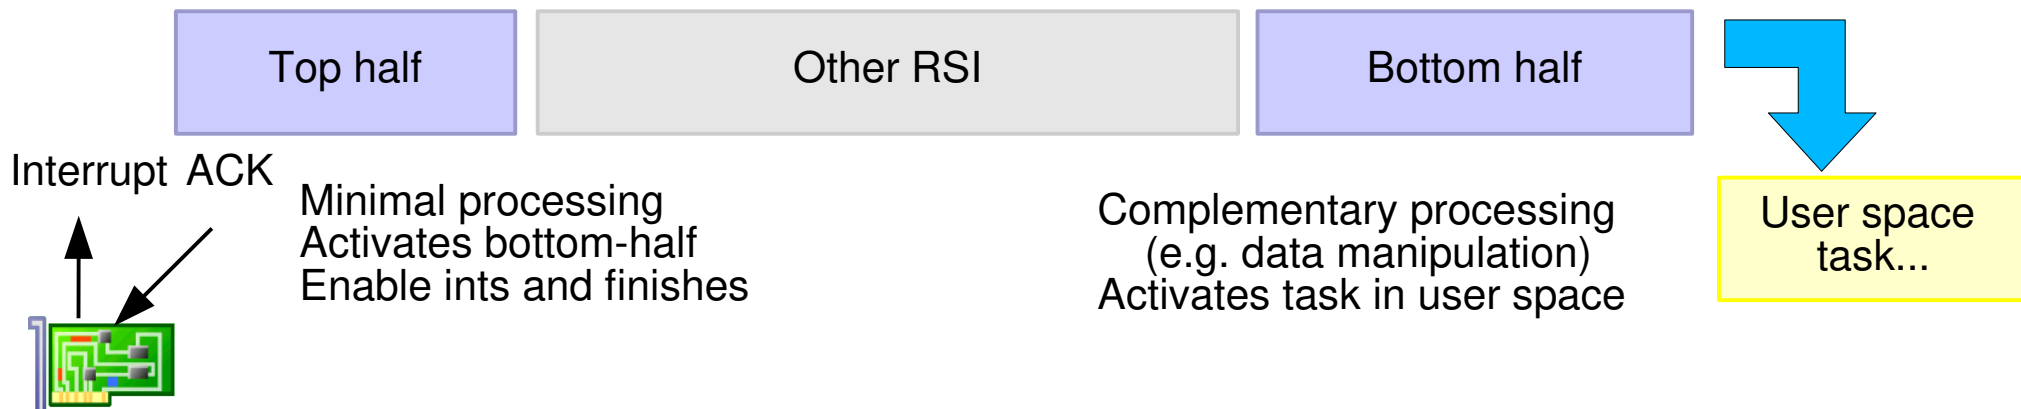 Top half
Other RSI
Bottom half
Interrupt ACK
Minimal processing
Activates bottom-half
Enable ints and finishes
Complementary processing
(e.g. data manipulation)
Activates task in user space
User space
task...